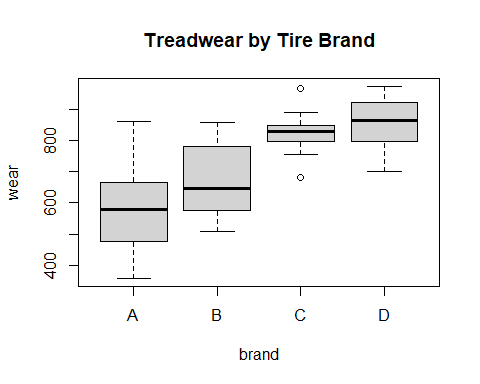 Treadwear by Tire Brand
wear
800
600
400
A B C D
brand